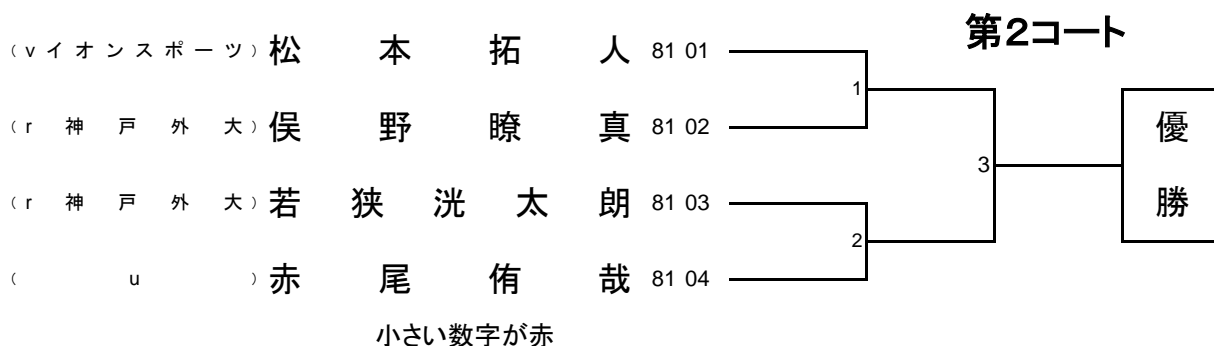 第2コート
(vイオンスポーツ) 松本拓人 81 01
1
(r神戸外大) 俣野瞭真 81 02
優勝
3
(r神戸外大) 若狭洸太朗 81 03
2
(u) 赤尾侑哉 81 04
小さい数字が赤